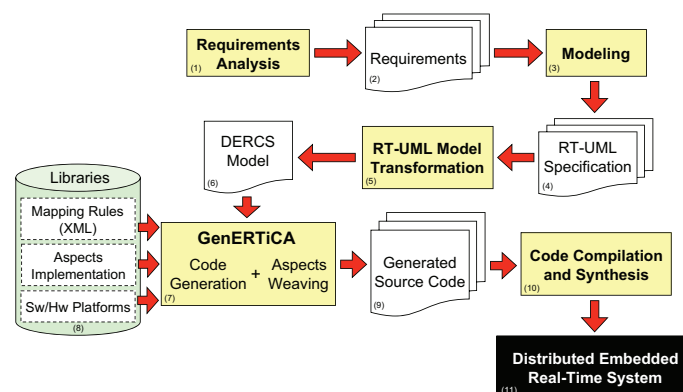 Requirements
Analysis
(1)
Requirements
(2)
Modeling
(3)
DERCS
Model
(6)
RT-UML Model
Transformation
(5)
RT-UML
Specification
(4)
Libraries
Mapping Rules
(XML)
Aspects
Implementation
Sw/Hw Platforms
(8)
GenERTiCA
Code
Generation
+
Aspects
Weaving
(7)
Generated
Source Code
(9)
Code Compilation
and Synthesis
(10)
Distributed Embedded
Real-Time System
(11)